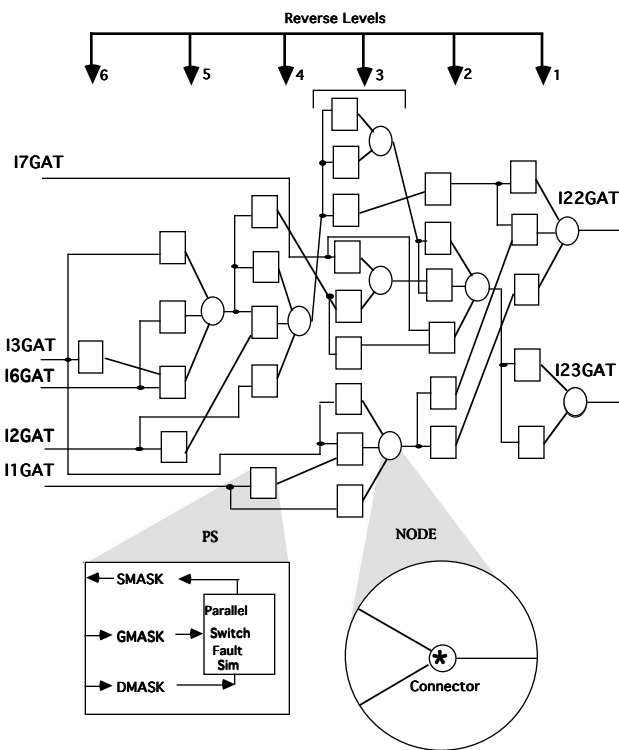 Reverse Levels
6 5 4 3 2 1
I7GAT
I22GAT
I3GAT
I6GAT
I23GAT
I2GAT
I1GAT
PS
NODE
SMASK
Parallel
GMASK
Switch
Fault
Sim
DMASK
*
Connector